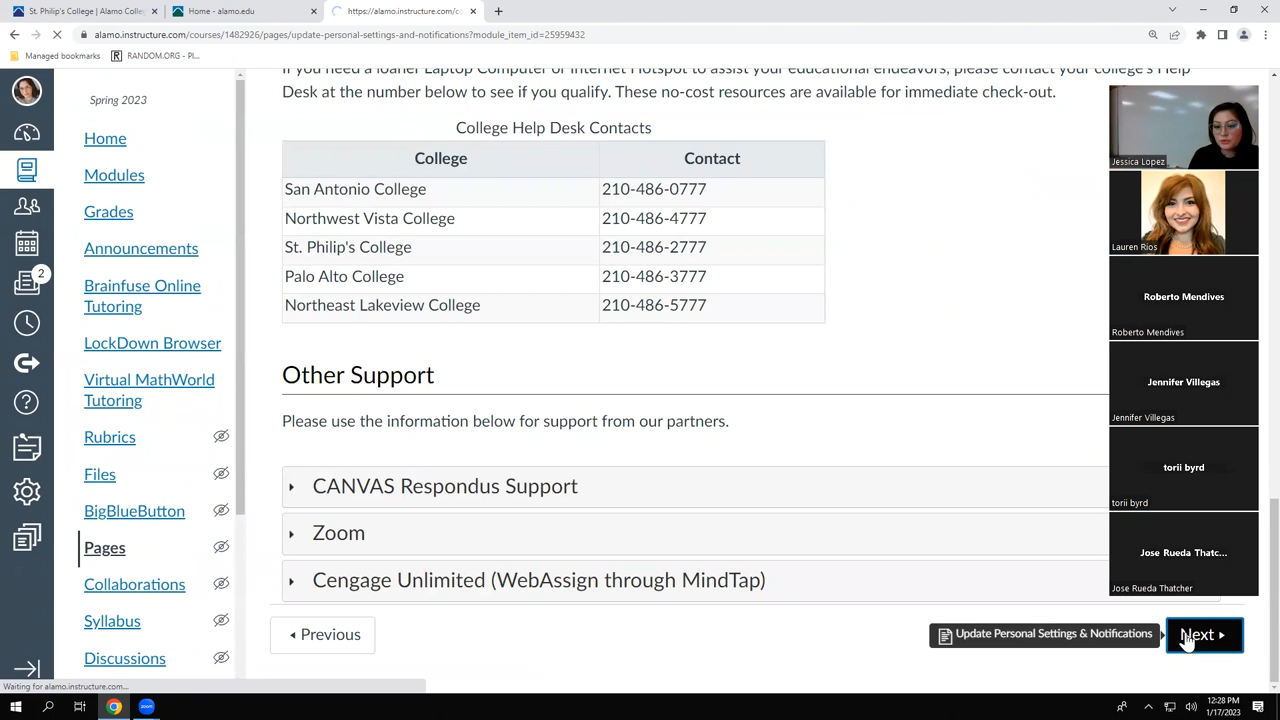 St. Philip's College | Alamo Colle
Home - alamo.edu
https://alamo.instructure.com/cc
alamo.instructure.com/courses/1482926/pages/update-personal-settings-and-notifications?module_item_id=25959432
Managed bookmarks
RANDOM.ORG - Pl...
Spring 2023
Home
Modules
Grades
Announcements
Brainfuse Online
Tutoring
LockDown Browser
Virtual MathWorld
Tutoring
Rubrics
Files
BigBlueButton
Pages
Collaborations
Syllabus
Discussions
2
If you need a loaner Laptop Computer or Internet Hotspot to assist your educational endeavors, please contact your college's Help
Desk at the number below to see if you qualify. These no-cost resources are available for immediate check-out.
College Help Desk Contacts
College Contact
San Antonio College 210-486-0777
Northwest Vista College 210-486-4777
St. Philip's College 210-486-2777
Palo Alto College 210-486-3777
Northeast Lakeview College 210-486-5777
Other Support
Please use the information below for support from our partners.
CANVAS Respondus Support
Zoom
Cengage Unlimited (WebAssign through MindTap)
Previous
Update Personal Settings & Notifications
Next
Jessica Lopez
Lauren Rios
Roberto Mendives
Roberto Mendives
Jennifer Villegas
Jennifer Villegas
torii byrd
torii byrd
Jose Rueda Thatc...
Jose Rueda Thatcher
Waiting for alamo.instructure.com...
zoom
12:28 PM
1/17/2023